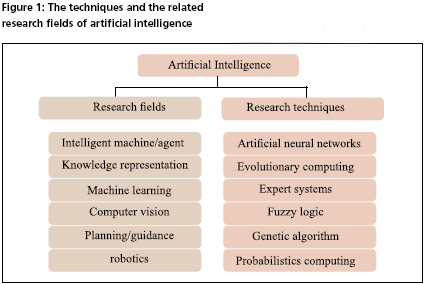 Figure 1: The techniques and the related
research fields of artificial intelligence
Artificial Intelligence
Research fields
Research techniques
Intelligent machine/agent
Artificial neural networks
Knowledge representation
Evolutionary computing
Machine learning
Expert systems
Computer vision
Fuzzy logic
Planning/guidance
Genetic algorithm
robotics
Probabilistics computing